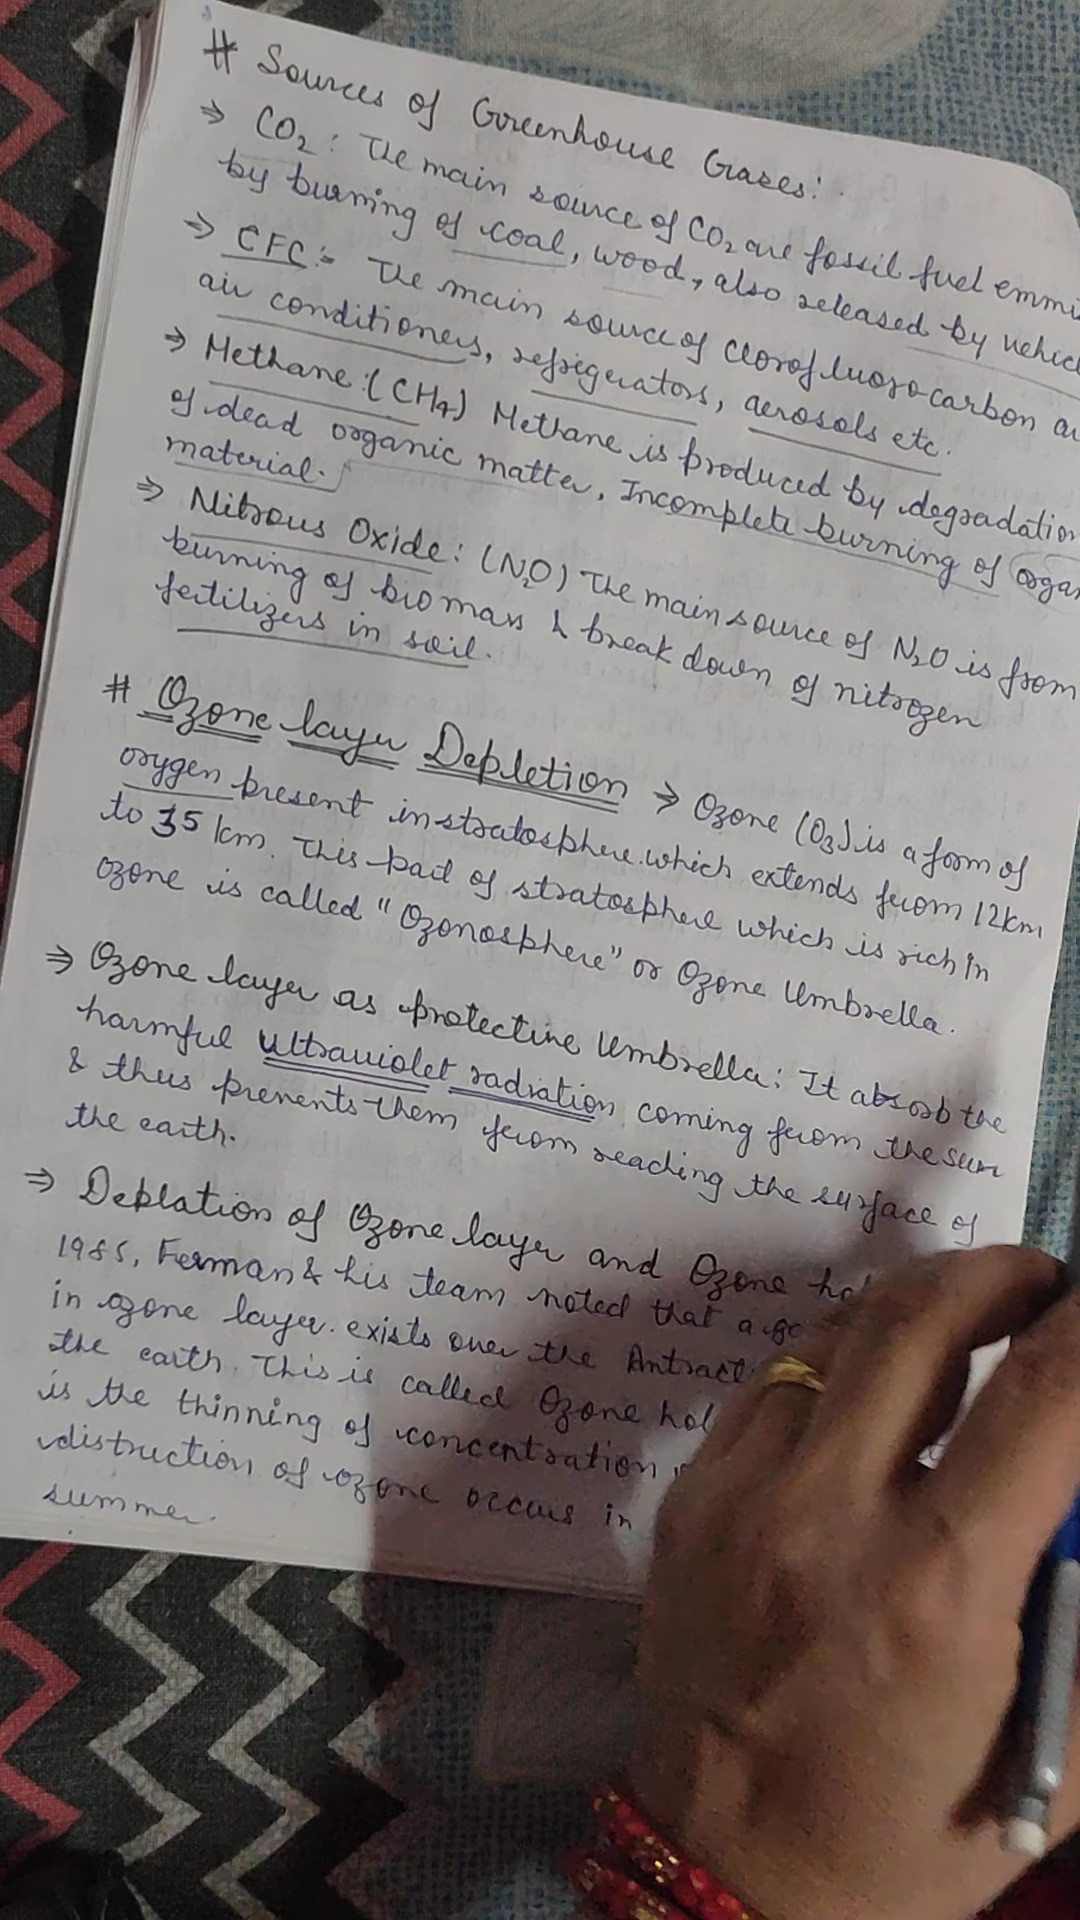 # Sources of Greenhouse Gases:-
⇒ CO₂: The main source of CO₂ are fossil fuel
by burning of coal, wood, also released by
⇒ CFC:- The main source of Clorofluoro-carbon
air conditioners, refrigerators, aerosols etc.
⇒ Methane:(CH₄) Methane is produced by degradation
of dead organic matter, Incomplete burning of
material.
⇒ Nitrous Oxide: (N₂O) The main source of N₂O is from
burning of biomass & break down of nitrogen
fertilizers in soil.
# Ozone layer Depletion → Ozone (O₃) is a form of
oxygen present in stratosphere which extends from 12km
to 35 km. This part of stratosphere which is rich in
ozone is called "Ozonosphere" or Ozone Umbrella.
⇒ Ozone layer as protective Umbrella: It absorb the
harmful ultraviolet radiation coming from the sun
& thus prevents them from reaching the surface of
the earth.
⇒ Deplation of Ozone layer and Ozone
1985, Ferman & his team noted that a
in ozone layer exists over the
the earth. This is called Ozone
is the thinning of concentration
distruction of ozone occurs in
summer.